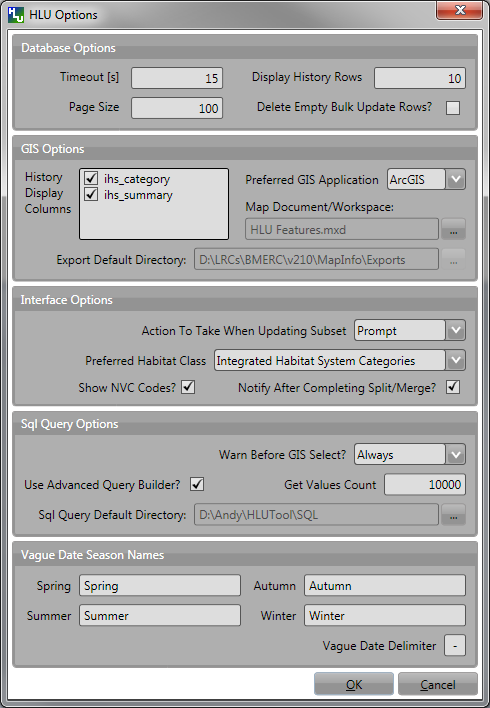 HLU Options
Database Options
Timeout [s] 15 Display History Rows 10
Page Size 100 Delete Empty Bulk Update Rows?
GIS Options
History Display Columns ihs_category ihs_summary
Preferred GIS Application ArcGIS
Map Document/Workspace:
HLU Features.mxd ...
Export Default Directory: D:\LRCs\BMERC\v210\MapInfo\Exports ...
Interface Options
Action To Take When Updating Subset Prompt
Preferred Habitat Class Integrated Habitat System Categories
Show NVC Codes? Notify After Completing Split/Merge?
Sql Query Options
Warn Before GIS Select? Always
Use Advanced Query Builder? Get Values Count 10000
Sql Query Default Directory: D:\Andy\HLUTool\SQL ...
Vague Date Season Names
Spring Spring Autumn Autumn
Summer Summer Winter Winter
Vague Date Delimiter -
OK Cancel